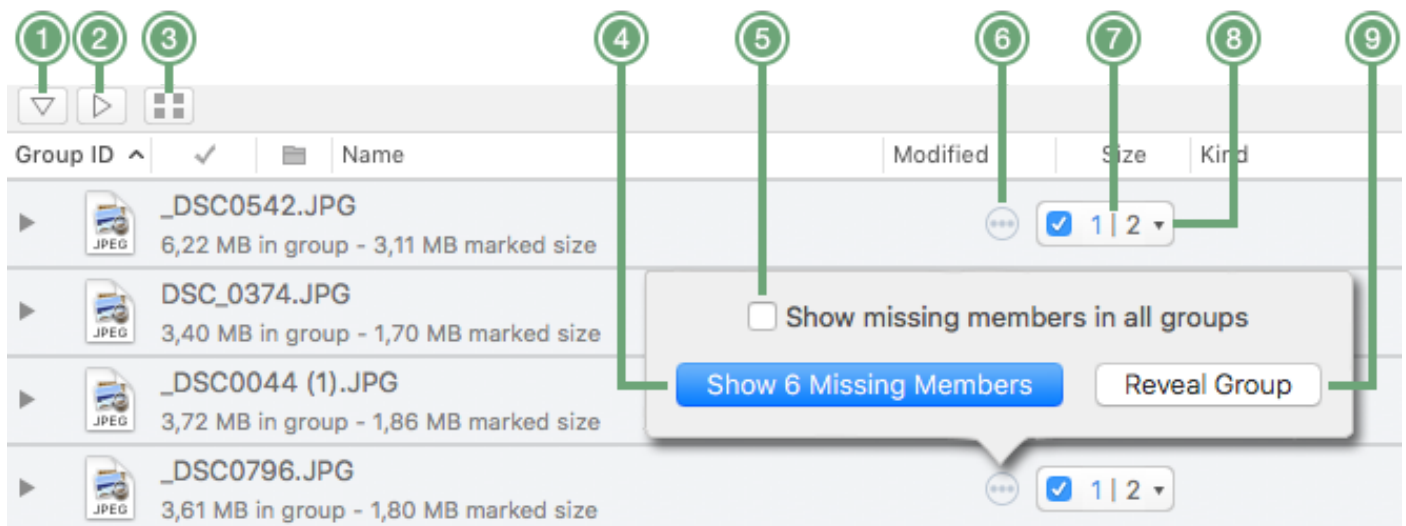 1 2 3 4 5 6 7 8 9
Group ID Name Modified Size Kind
_DSC0542.JPG
JPEG
6,22 MB in group - 3,11 MB marked size
1 | 2
DSC_0374.JPG
JPEG
3,40 MB in group - 1,70 MB marked size
Show missing members in all groups
Show 6 Missing Members
Reveal Group
_DSC0044 (1).JPG
JPEG
3,72 MB in group - 1,86 MB marked size
_DSC0796.JPG
JPEG
3,61 MB in group - 1,80 MB marked size
1 | 2